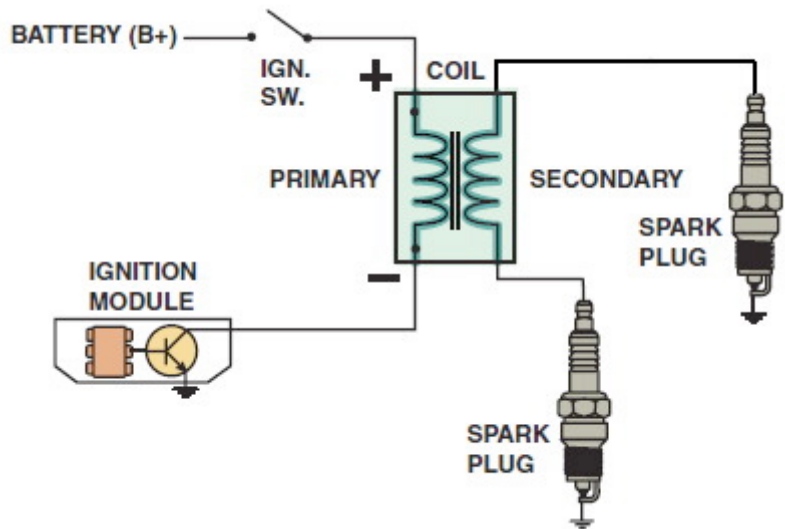 BATTERY (B+)
IGN.
SW.
+
COIL
PRIMARY
SECONDARY
SPARK
PLUG
−
IGNITION
MODULE
SPARK
PLUG